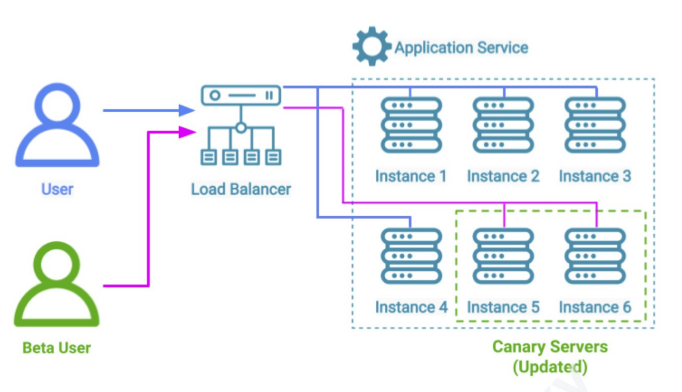 Application Service
User
Load Balancer
Instance 1
Instance 2
Instance 3
Beta User
Instance 4
Instance 5
Instance 6
Canary Servers
(Updated)